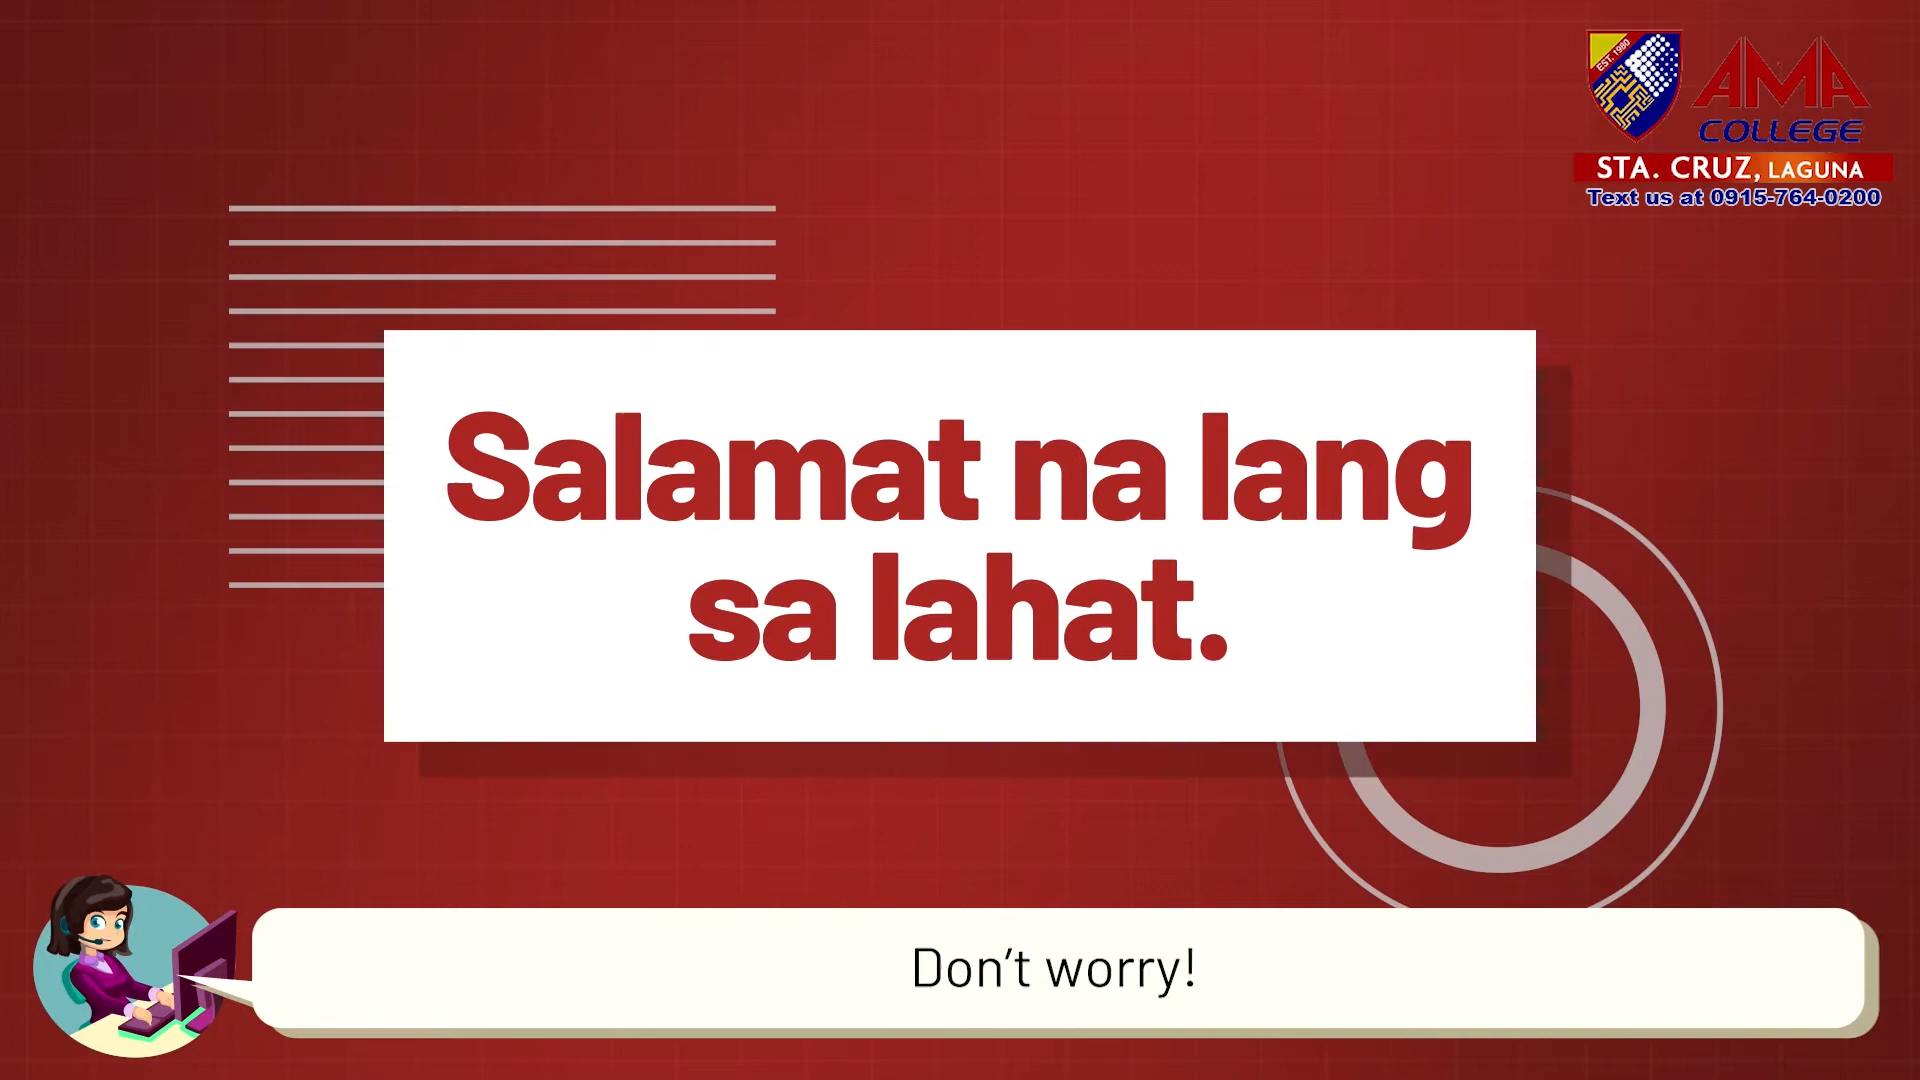 EST. 1980
AMA
COLLEGE
STA. CRUZ, LAGUNA
Text us at 0915-764-0200
Salamat na lang
sa lahat.
Don't worry!